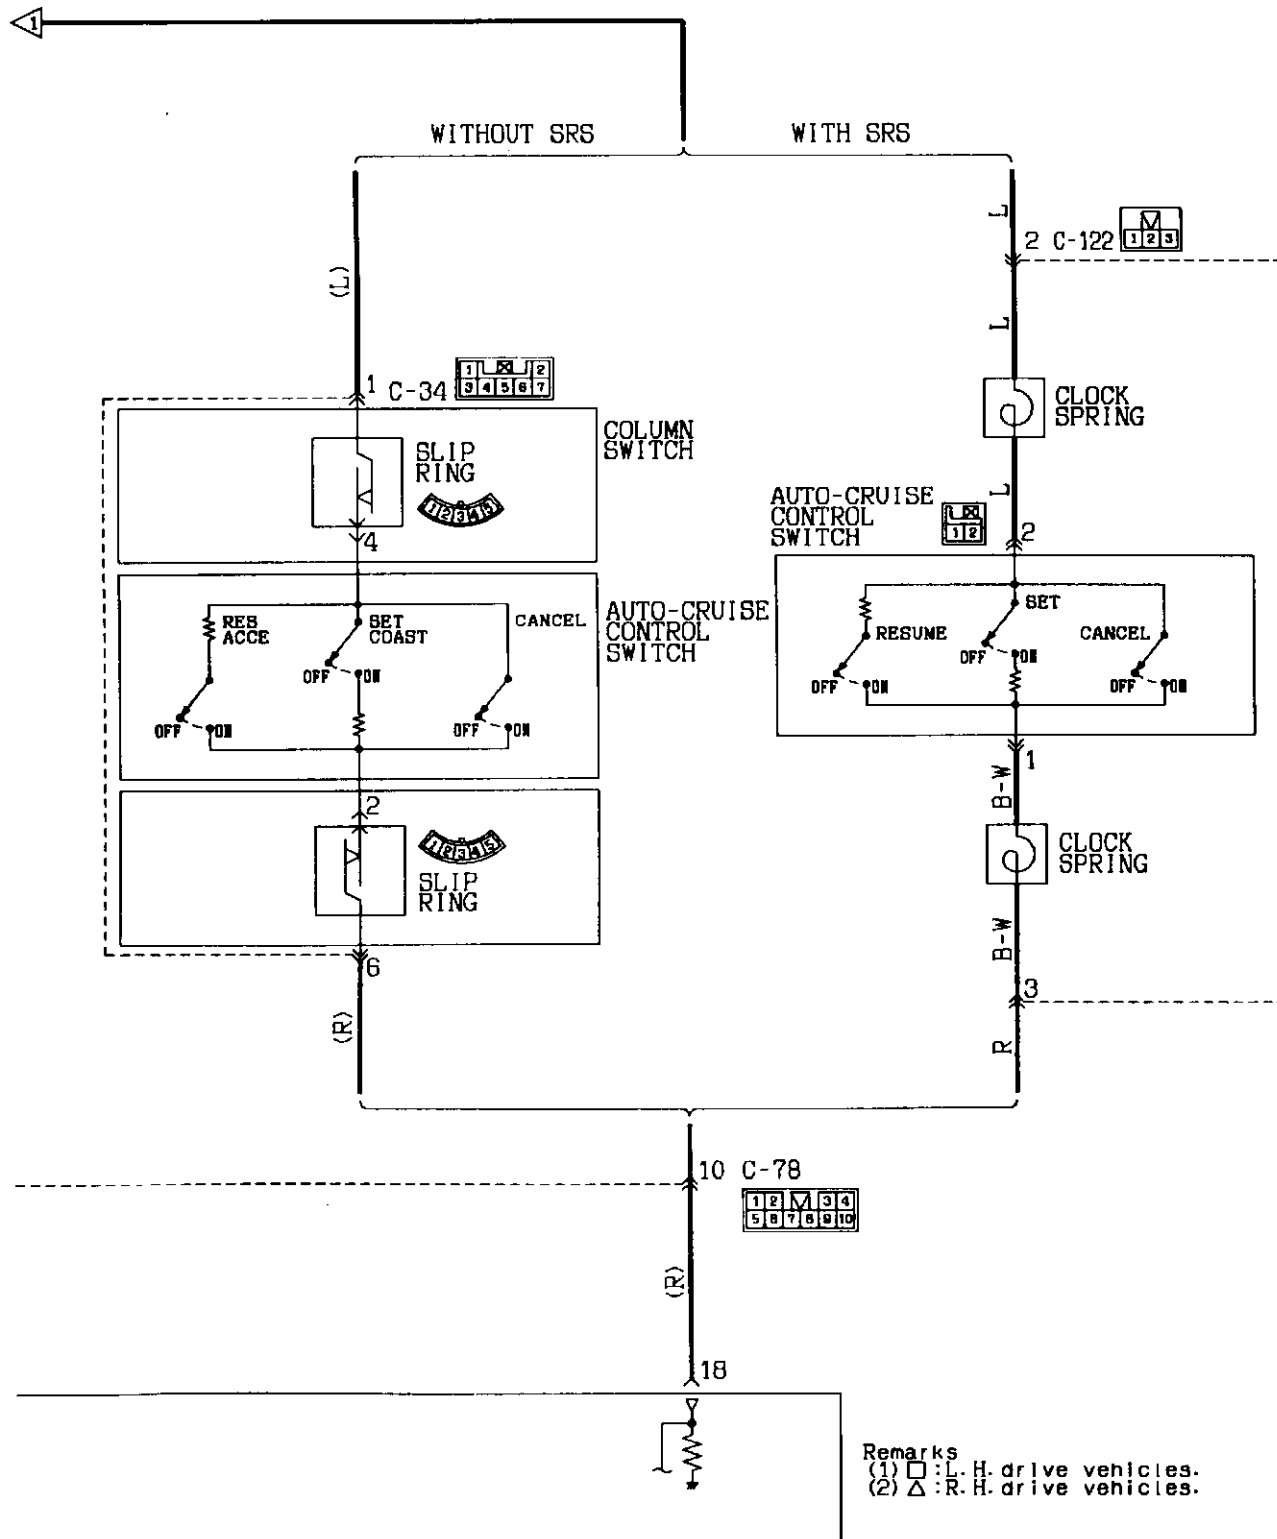 1
WITHOUT SRS
WITH SRS
L
2 C-122
1 2 3
(L)
L
1 C-34
1 2
3 4 5 6 7
CLOCK
SPRING
COLUMN
SWITCH
SLIP
RING
1 2 3 4 5
4
L
AUTO-CRUISE
CONTROL
SWITCH
1 2
2
RES
ACCE
SET
COAST
CANCEL
AUTO-CRUISE
CONTROL
SWITCH
OFF ON
OFF ON
OFF ON
SET
RESUME
CANCEL
OFF ON
OFF ON
OFF ON
1
B-W
2
1 2 3 4 5
SLIP
RING
CLOCK
SPRING
B-W
6
3
(R)
R
10 C-78
1 2 3 4
5 6 7 8 9 10
(R)
18
Remarks
(1) □ : L. H. drive vehicles.
(2) △ : R. H. drive vehicles.